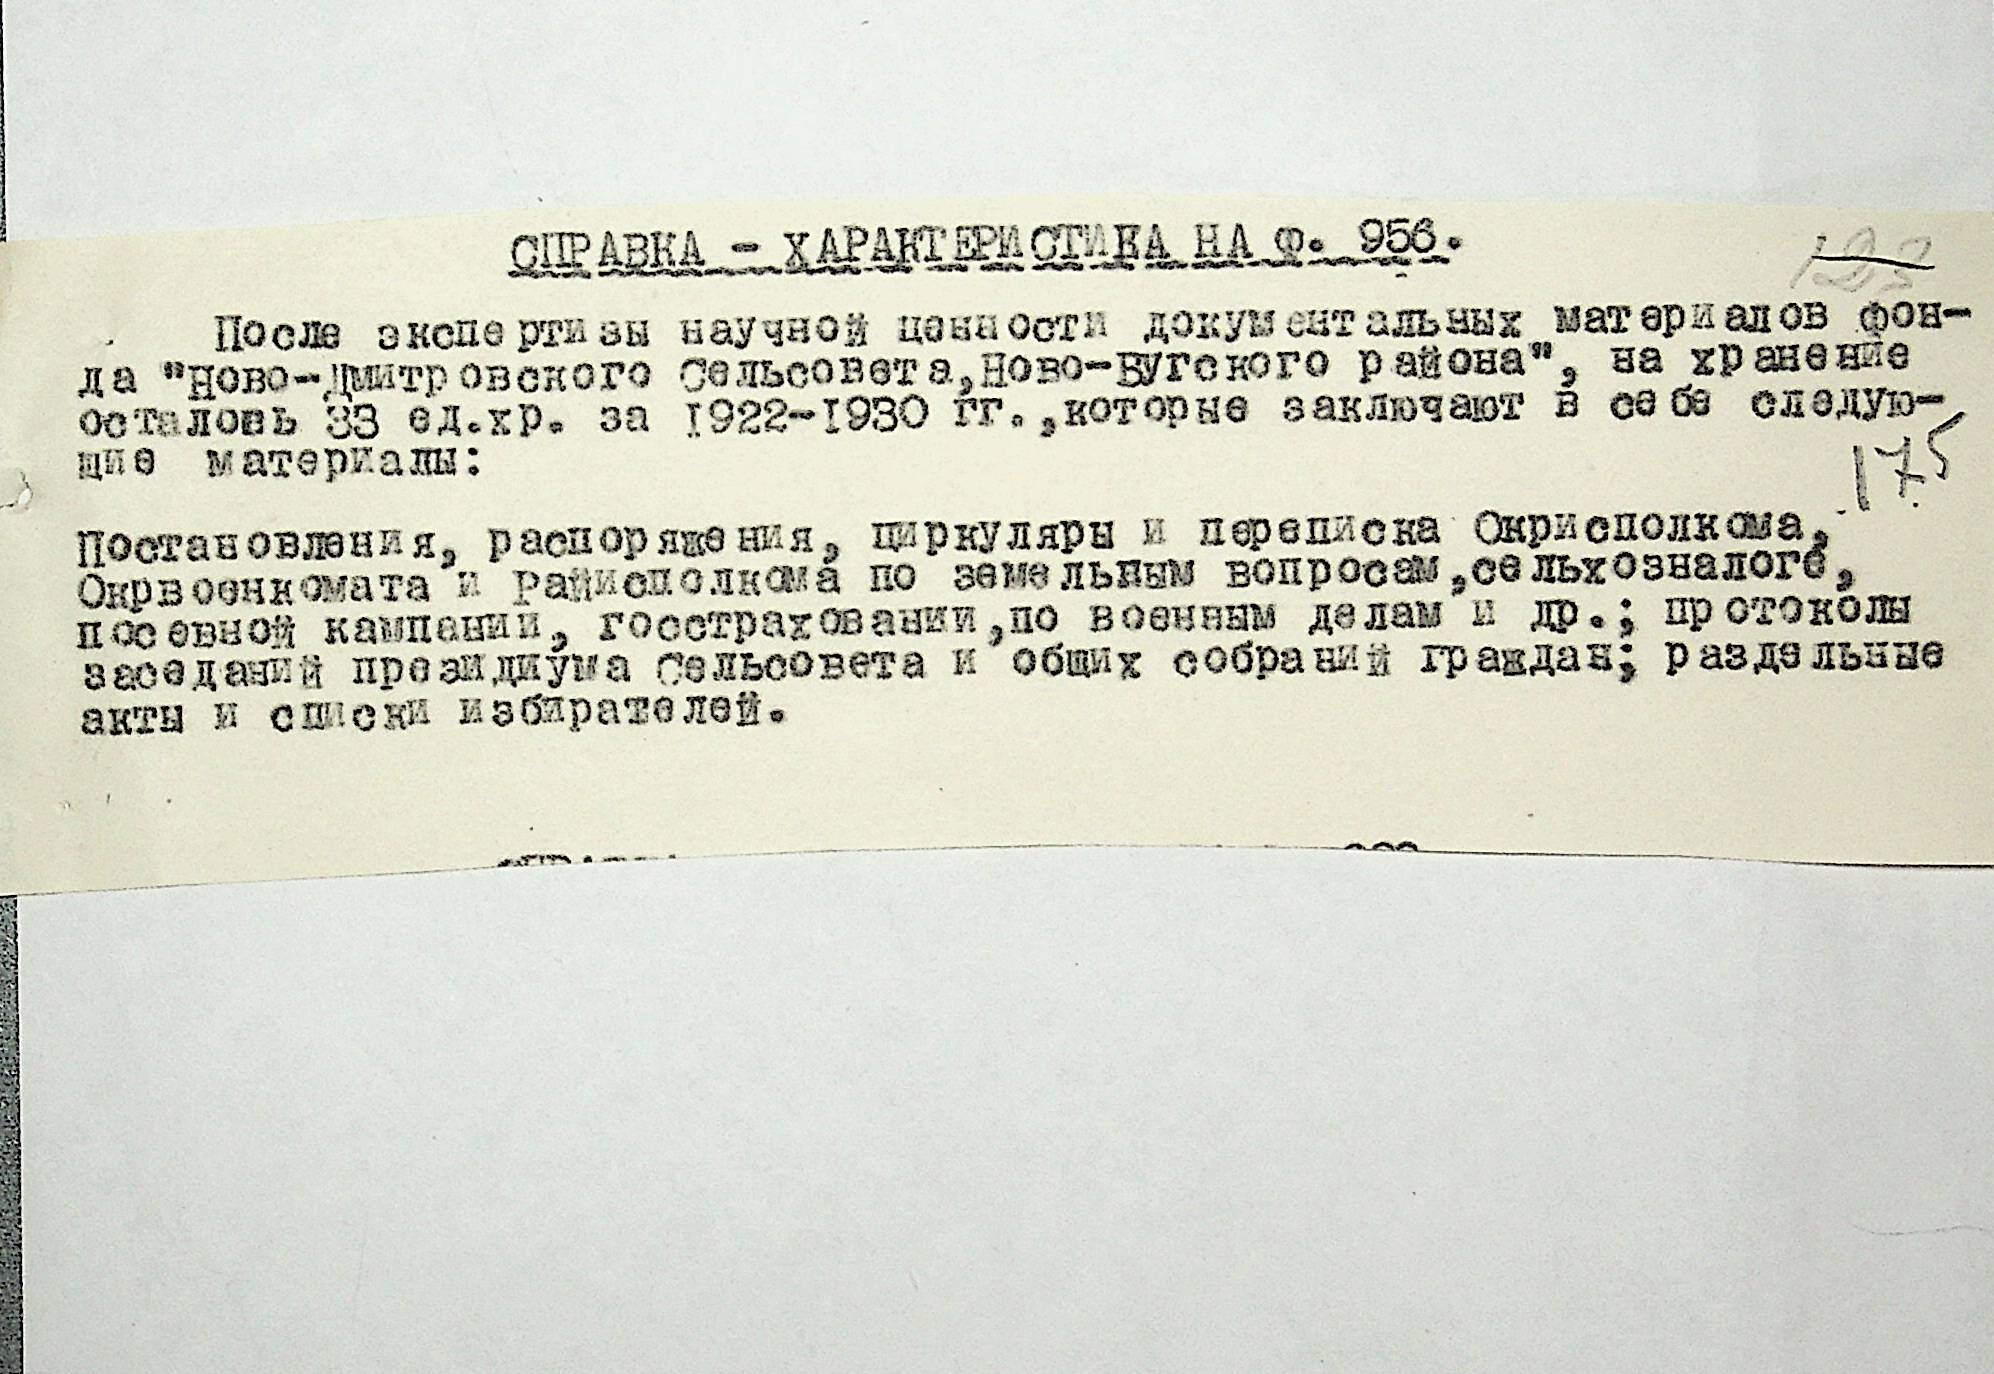 СПРАВКА - ХАРАКТЕРИСТИКА НА Ф. 956.
123
После экспертизы научной ценности документальных материалов фон-
да "Ново-Дмитровского Сельсовета,Ново-Бугского района", на хранение
осталовь 33 ед.хр. за 1922-1930 гг.,которые заключают в себе следую-
щие материалы:
175
Постановления, распоряжения, циркуляры и переписка Окрисполкома,
Окрвоенкомата и Райисполкома по земельным вопросам,сельхозналоге,
посевной кампании, госстраховании,по военным делам и др.; протоколы
заседаний президиума Сельсовета и общих собраний граждан; раздельные
акты и списки избирателей.